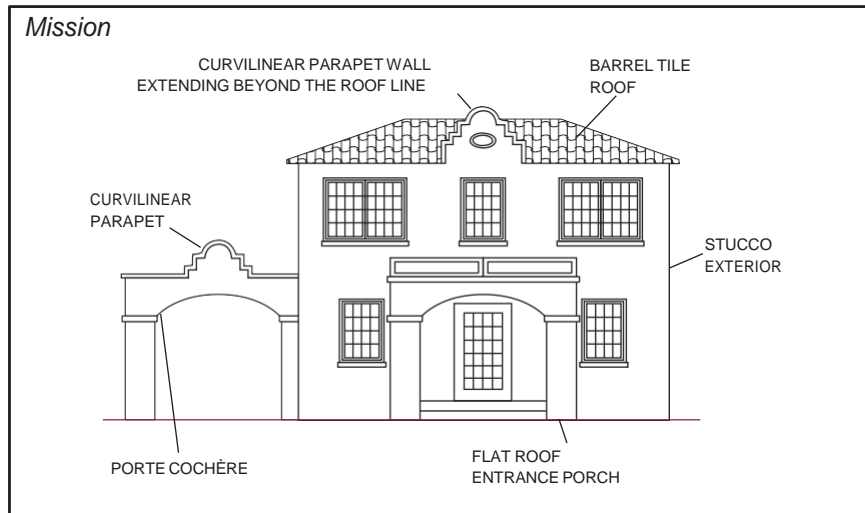 Mission
CURVILINEAR PARAPET WALL
EXTENDING BEYOND THE ROOF LINE
BARREL TILE
ROOF
CURVILINEAR
PARAPET
STUCCO
EXTERIOR
PORTE COCHÈRE
FLAT ROOF
ENTRANCE PORCH